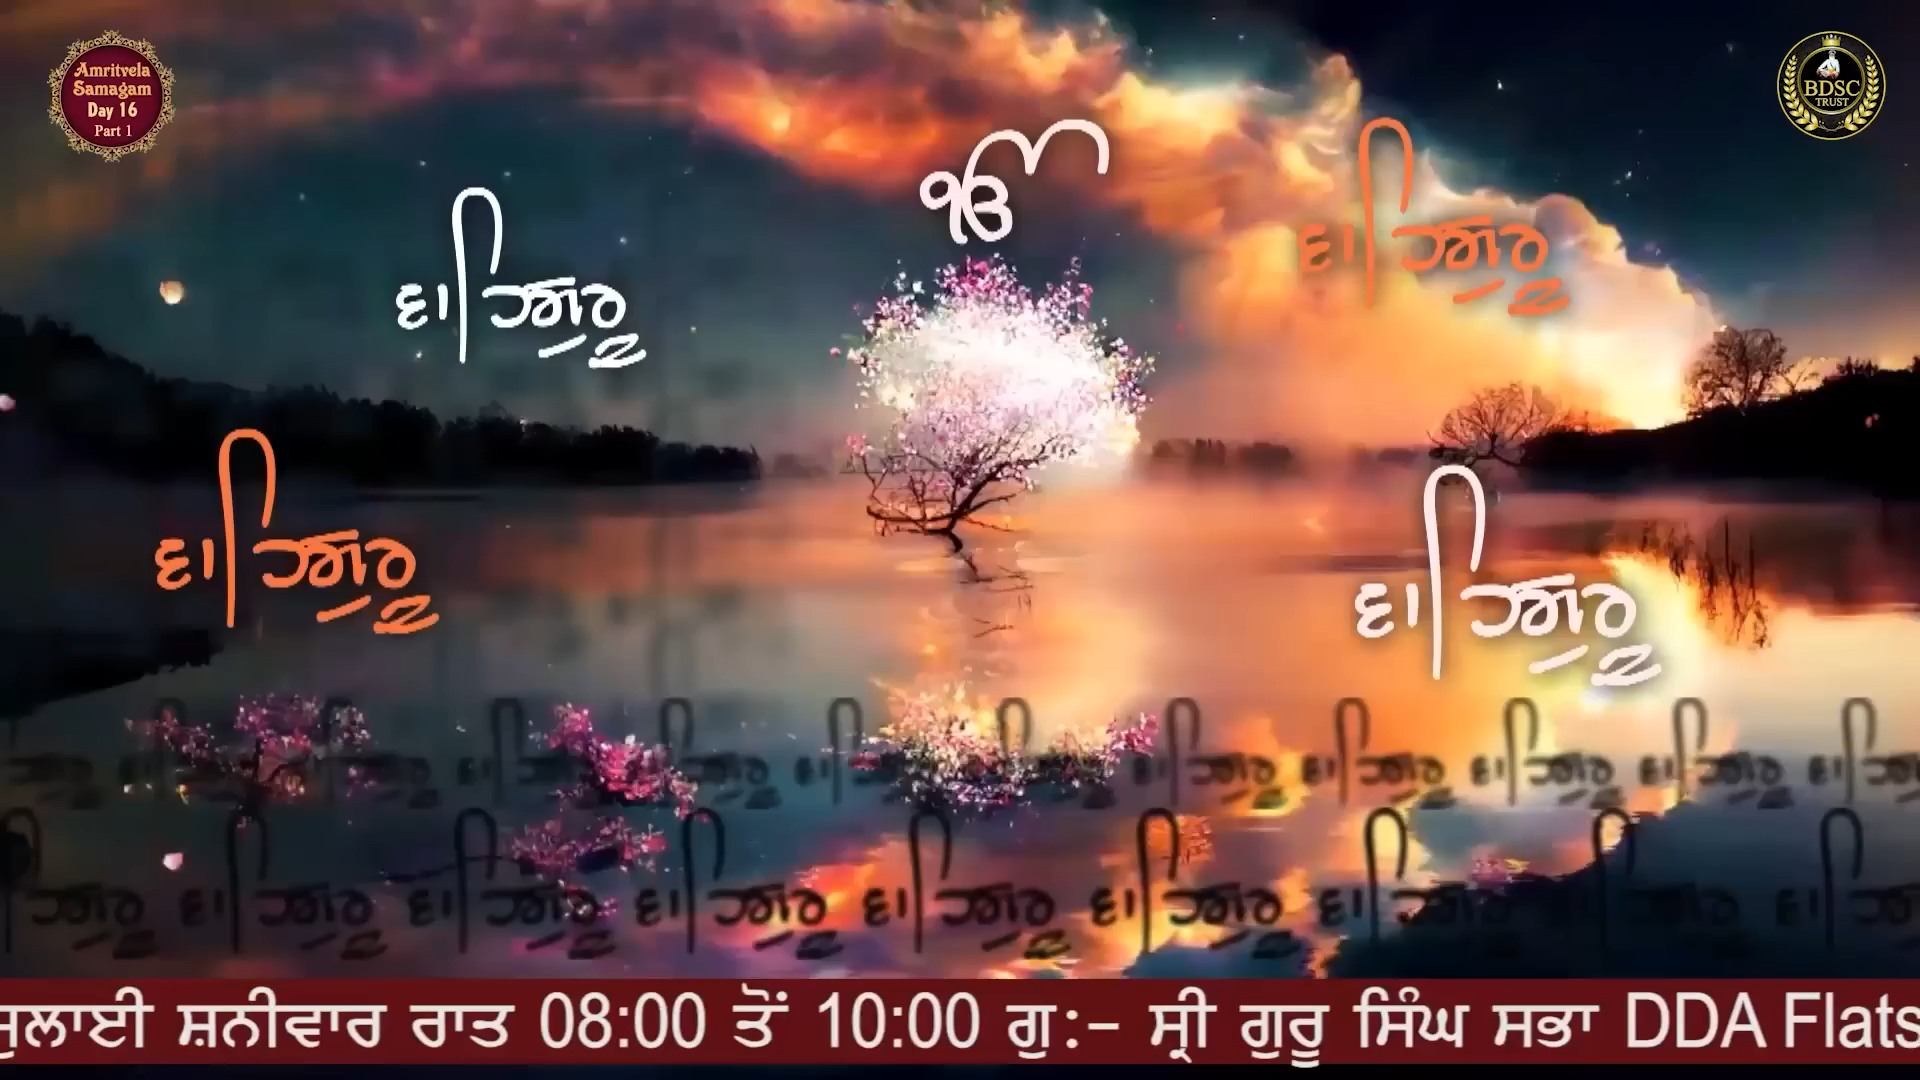 Amritvela
Samagam
Day 16
Part 1
BDSC
TRUST
ੴ
ਵਾਹਿਗੁਰੂ
ਵਾਹਿਗੁਰੂ
ਵਾਹਿਗੁਰੂ
ਵਾਹਿਗੁਰੂ
ਵਾਹਿਗੁਰੂ ਵਾਹਿਗੁਰੂ ਵਾਹਿਗੁਰੂ ਵਾਹਿਗੁਰੂ ਵਾਹਿਗੁਰੂ ਵਾਹਿਗੁਰੂ ਵਾਹਿਗੁਰੂ ਵਾਹਿਗੁਰੂ ਵਾਹਿਗੁਰੂ ਵਾਹਿਗੁਰੂ
ਵਾਹਿਗੁਰੂ ਵਾਹਿਗੁਰੂ ਵਾਹਿਗੁਰੂ ਵਾਹਿਗੁਰੂ ਵਾਹਿਗੁਰੂ ਵਾਹਿਗੁਰੂ ਵਾਹਿਗੁਰੂ
ਜੁਲਾਈ ਸ਼ਨੀਵਾਰ ਰਾਤ 08:00 ਤੋਂ 10:00 ਗੁ:- ਸ੍ਰੀ ਗੁਰੂ ਸਿੰਘ ਸਭਾ DDA Flats